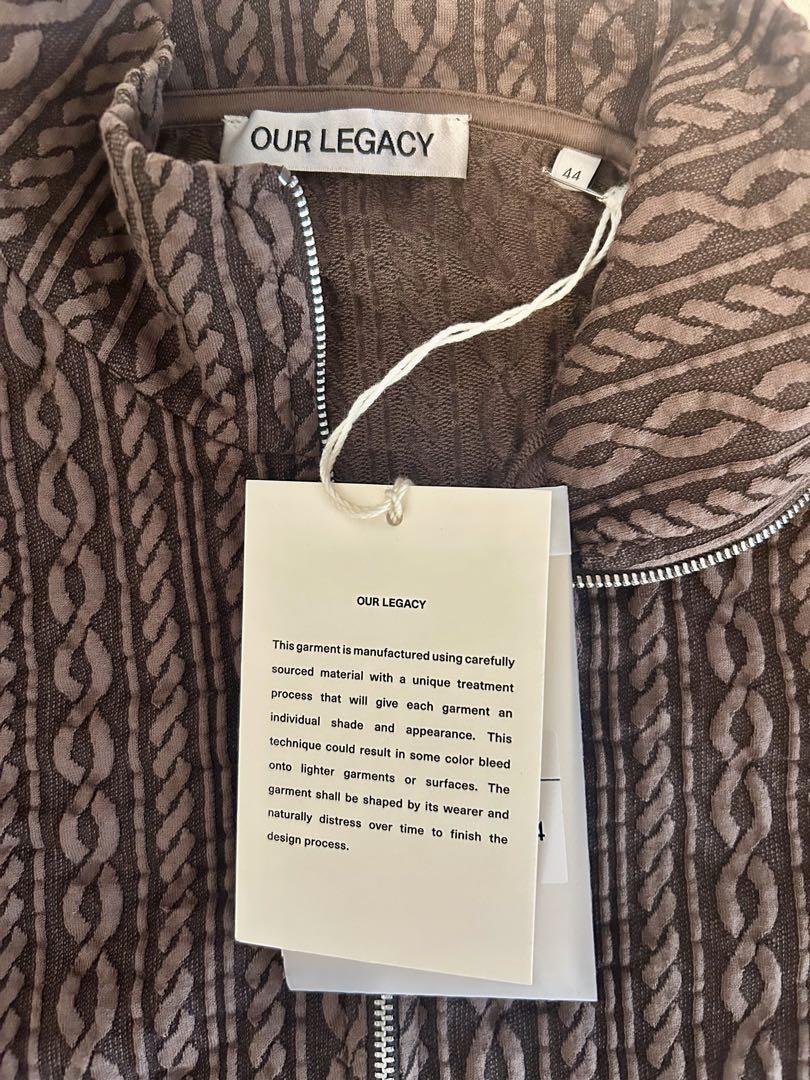 OUR LEGACY
44
OUR LEGACY
This garment is manufactured using carefully
sourced material with a unique treatment
process that will give each garment an
individual shade and appearance. This
technique could result in some color bleed
onto lighter garments or surfaces. The
garment shall be shaped by its wearer and
naturally distress over time to finish the
design process.